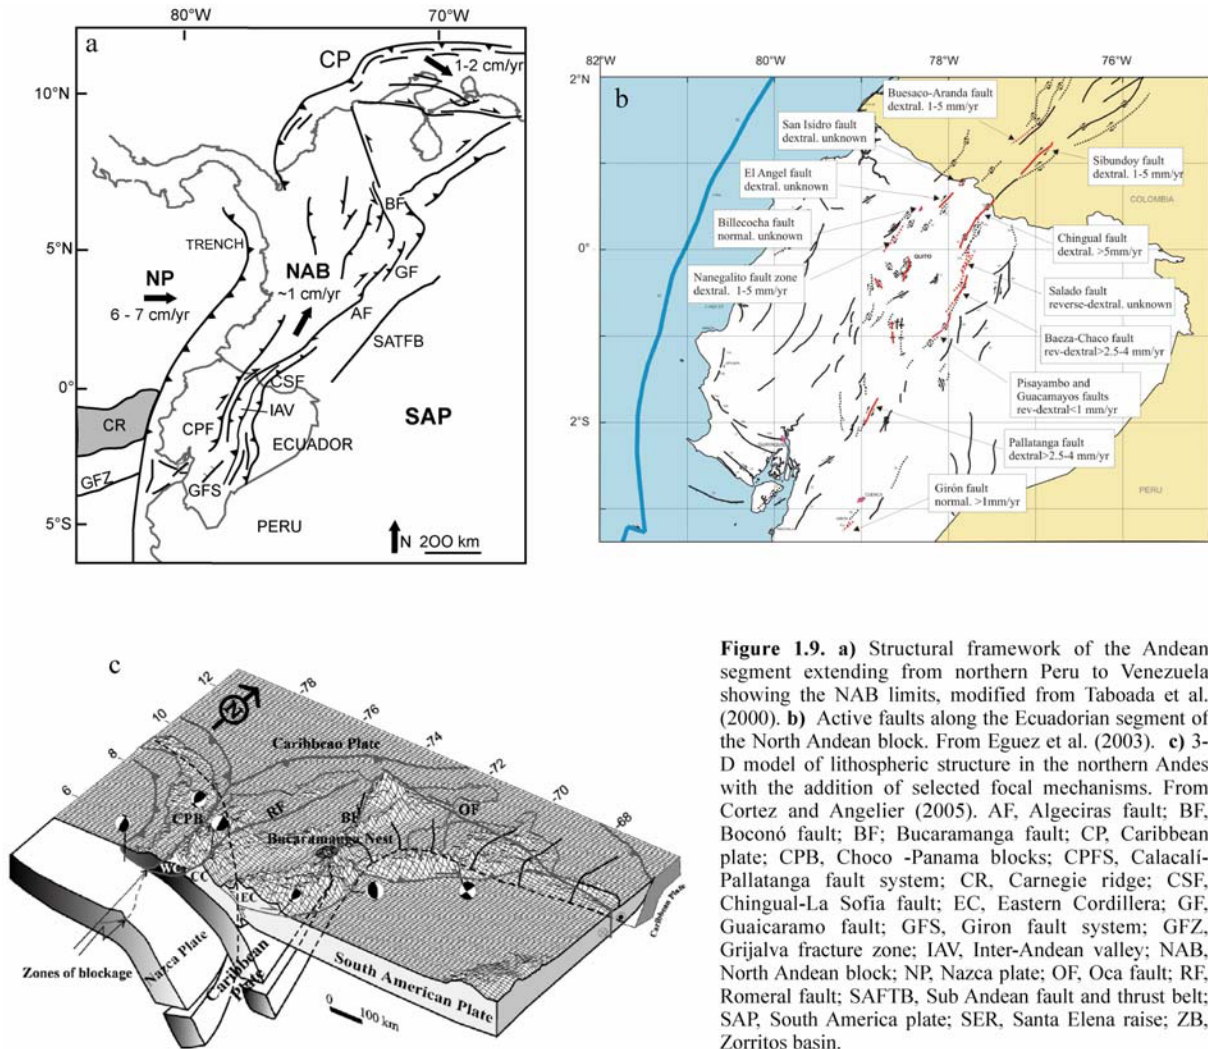 80°W
70°W
a
CP
1-2 cm/yr
10°N
BF
TRENCH
5°N
NP
NAB
GF
~1 cm/yr
6 - 7 cm/yr
AF
SATFB
0°
CSF
IAV
SAP
CR
CPF
ECUADOR
GFZ
GFS
5°S
PERU
N 200 km
82°W
80°W
78°W
76°W
2°N
b
Buesaco-Aranda fault
dextral. 1-5 mm/yr
San Isidro fault
dextral. unknown
Sibundoy fault
dextral. 1-5 mm/yr
El Angel fault
dextral. unknown
COLOMBIA
Billecocha fault
normal. unknown
Chingual fault
dextral. >5mm/yr
0°
QUITO
Nanegalito fault zone
dextral. 1-5 mm/yr
Salado fault
reverse-dextral. unknown
Baeza-Chaco fault
rev-dextral>2.5-4 mm/yr
Pisayambo and
Guacamayos faults
rev-dextral<1 mm/yr
2°S
Pallatanga fault
dextral>2.5-4 mm/yr
Girón fault
normal. >1mm/yr
PERU
CUENCA
c
12
-78
10
N
-76
8
Caribbean Plate
-74
6
-72
CPB
RF
BF
OF
-70
Bucaramanga Nest
-68
WC
CC
EC
Caribbean Plate
Zones of blockage
Nazca Plate
Caribbean
Plate
South American Plate
0
100 km
Figure 1.9. a) Structural framework of the Andean
segment extending from northern Peru to Venezuela
showing the NAB limits, modified from Taboada et al.
(2000). b) Active faults along the Ecuadorian segment of
the North Andean block. From Eguez et al. (2003). c) 3-
D model of lithospheric structure in the northern Andes
with the addition of selected focal mechanisms. From
Cortez and Angelier (2005). AF, Algeciras fault; BF,
Boconó fault; BF; Bucaramanga fault; CP, Caribbean
plate; CPB, Choco -Panama blocks; CPFS, Calacalí-
Pallatanga fault system; CR, Carnegie ridge; CSF,
Chingual-La Sofia fault; EC, Eastern Cordillera; GF,
Guaicaramo fault; GFS, Giron fault system; GFZ,
Grijalva fracture zone; IAV, Inter-Andean valley; NAB,
North Andean block; NP, Nazca plate; OF, Oca fault; RF,
Romeral fault; SAFTB, Sub Andean fault and thrust belt;
SAP, South America plate; SER, Santa Elena raise; ZB,
Zorritos basin.